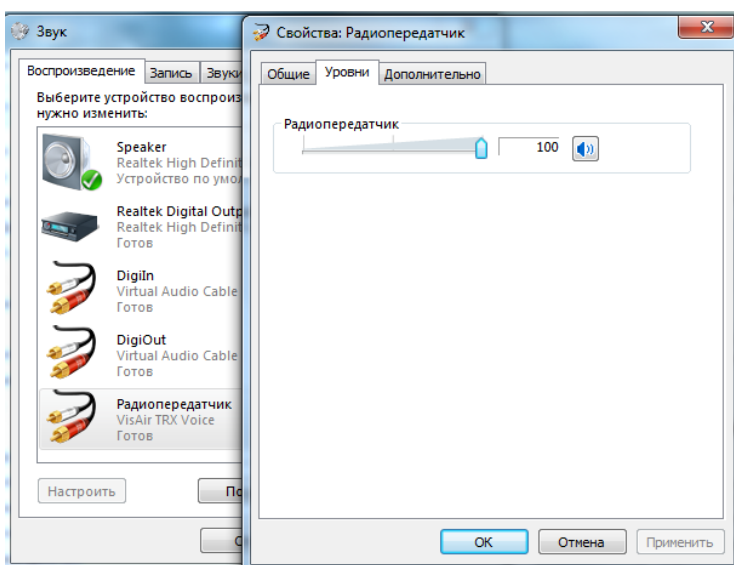 Звук
Воспроизведение Запись Звуки
Выберите устройство воспроиз
нужно изменить:
Speaker
Realtek High Definit
Устройство по умо
Realtek Digital Outp
Realtek High Definit
Готов
DigiIn
Virtual Audio Cable
Готов
DigiOut
Virtual Audio Cable
Готов
Радиопередатчик
VisAir TRX Voice
Готов
Настроить
Свойства: Радиопередатчик
Общие Уровни Дополнительно
Радиопередатчик
100
OK Отмена Применить